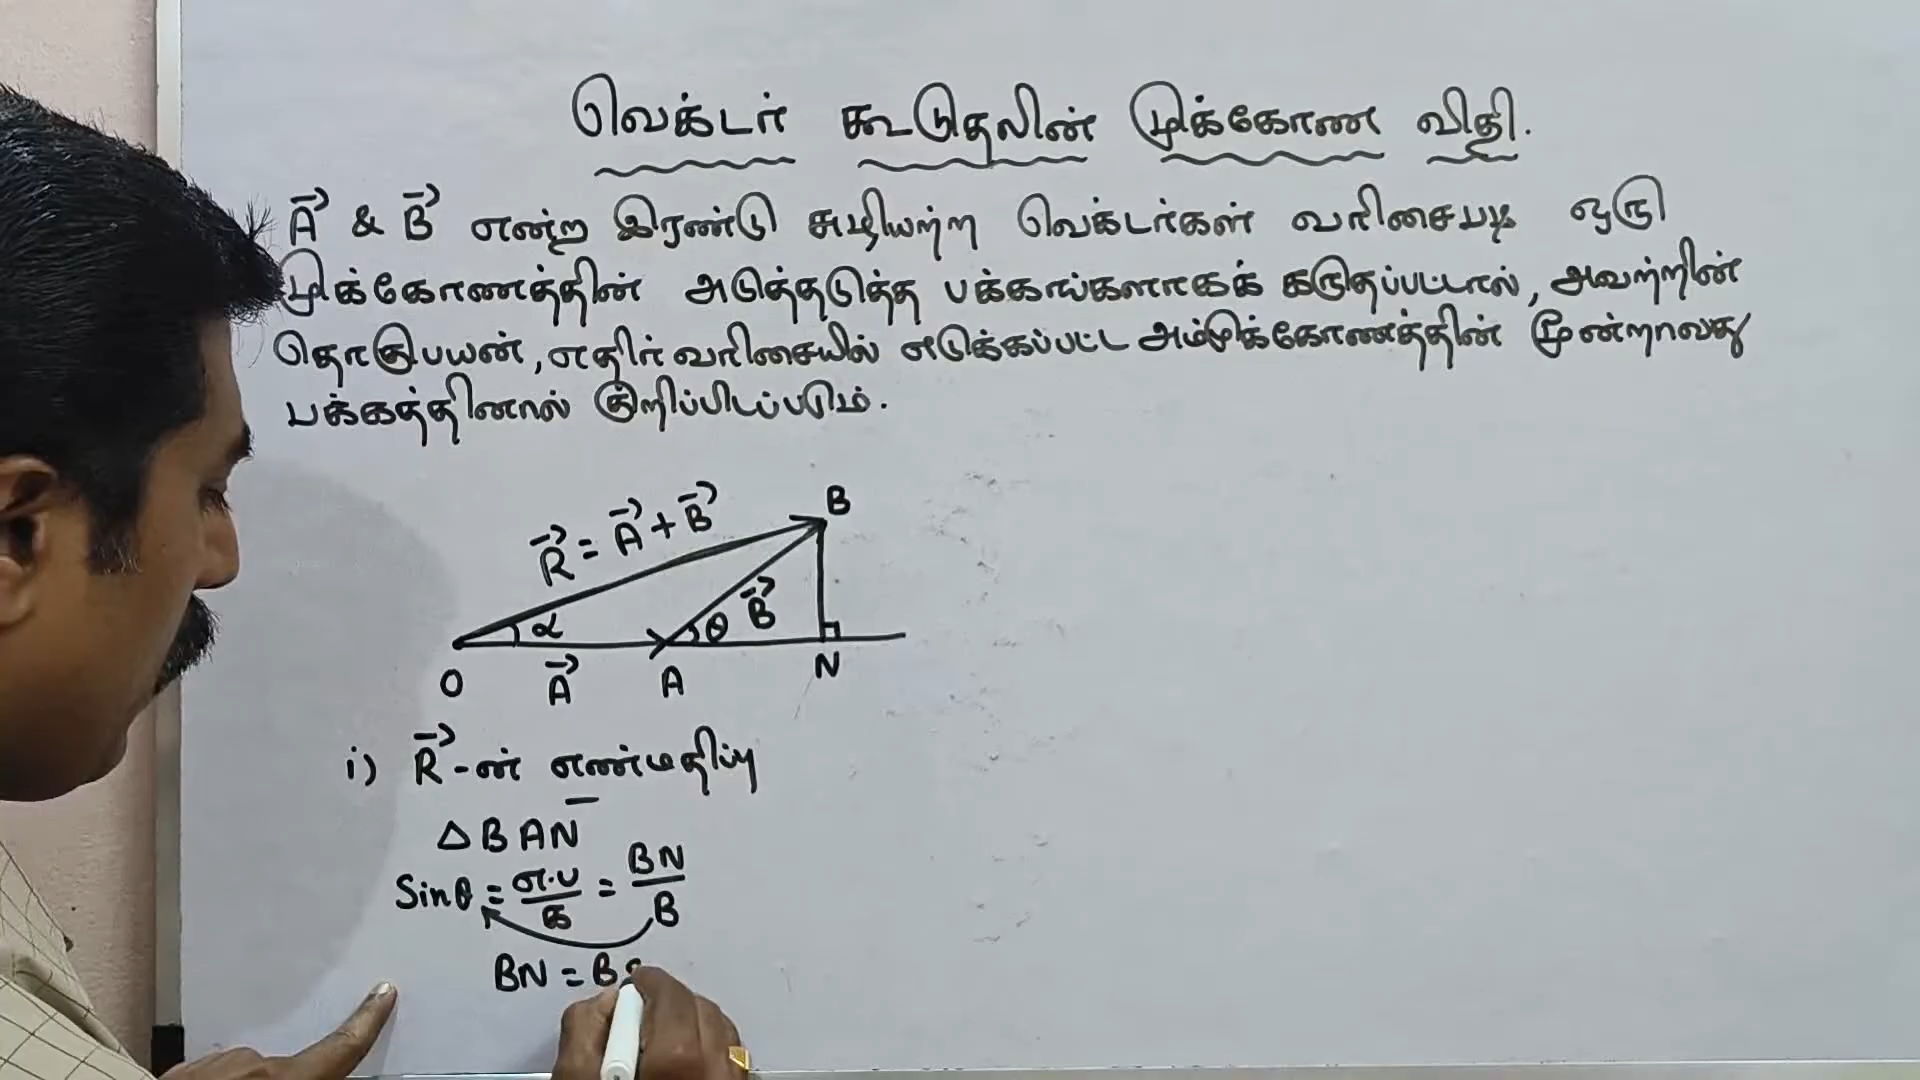 வெக்டர் கூடுதலின் முக்கோண விதி.
A⃗ & B⃗ என்ற இரண்டு சுழியற்ற வெக்டர்கள் வரிசைபடி ஒரு
முக்கோணத்தின் அடுத்தடுத்த பக்கங்களாகக் கருதப்பட்டால், அவற்றின்
தொகுபயன், எதிர் வரிசையில் எடுக்கப்பட்ட அம்முக்கோணத்தின் மூன்றாவது
பக்கத்தினால் குறிப்பிடப்படும்.
R⃗ = A⃗ + B⃗
B
α
θ
B⃗
O
A⃗
A
N
i) R⃗-ன் எண்மதிப்பு
Δ BAN
Sinθ = எ.ப/க = BN/B
BN = B